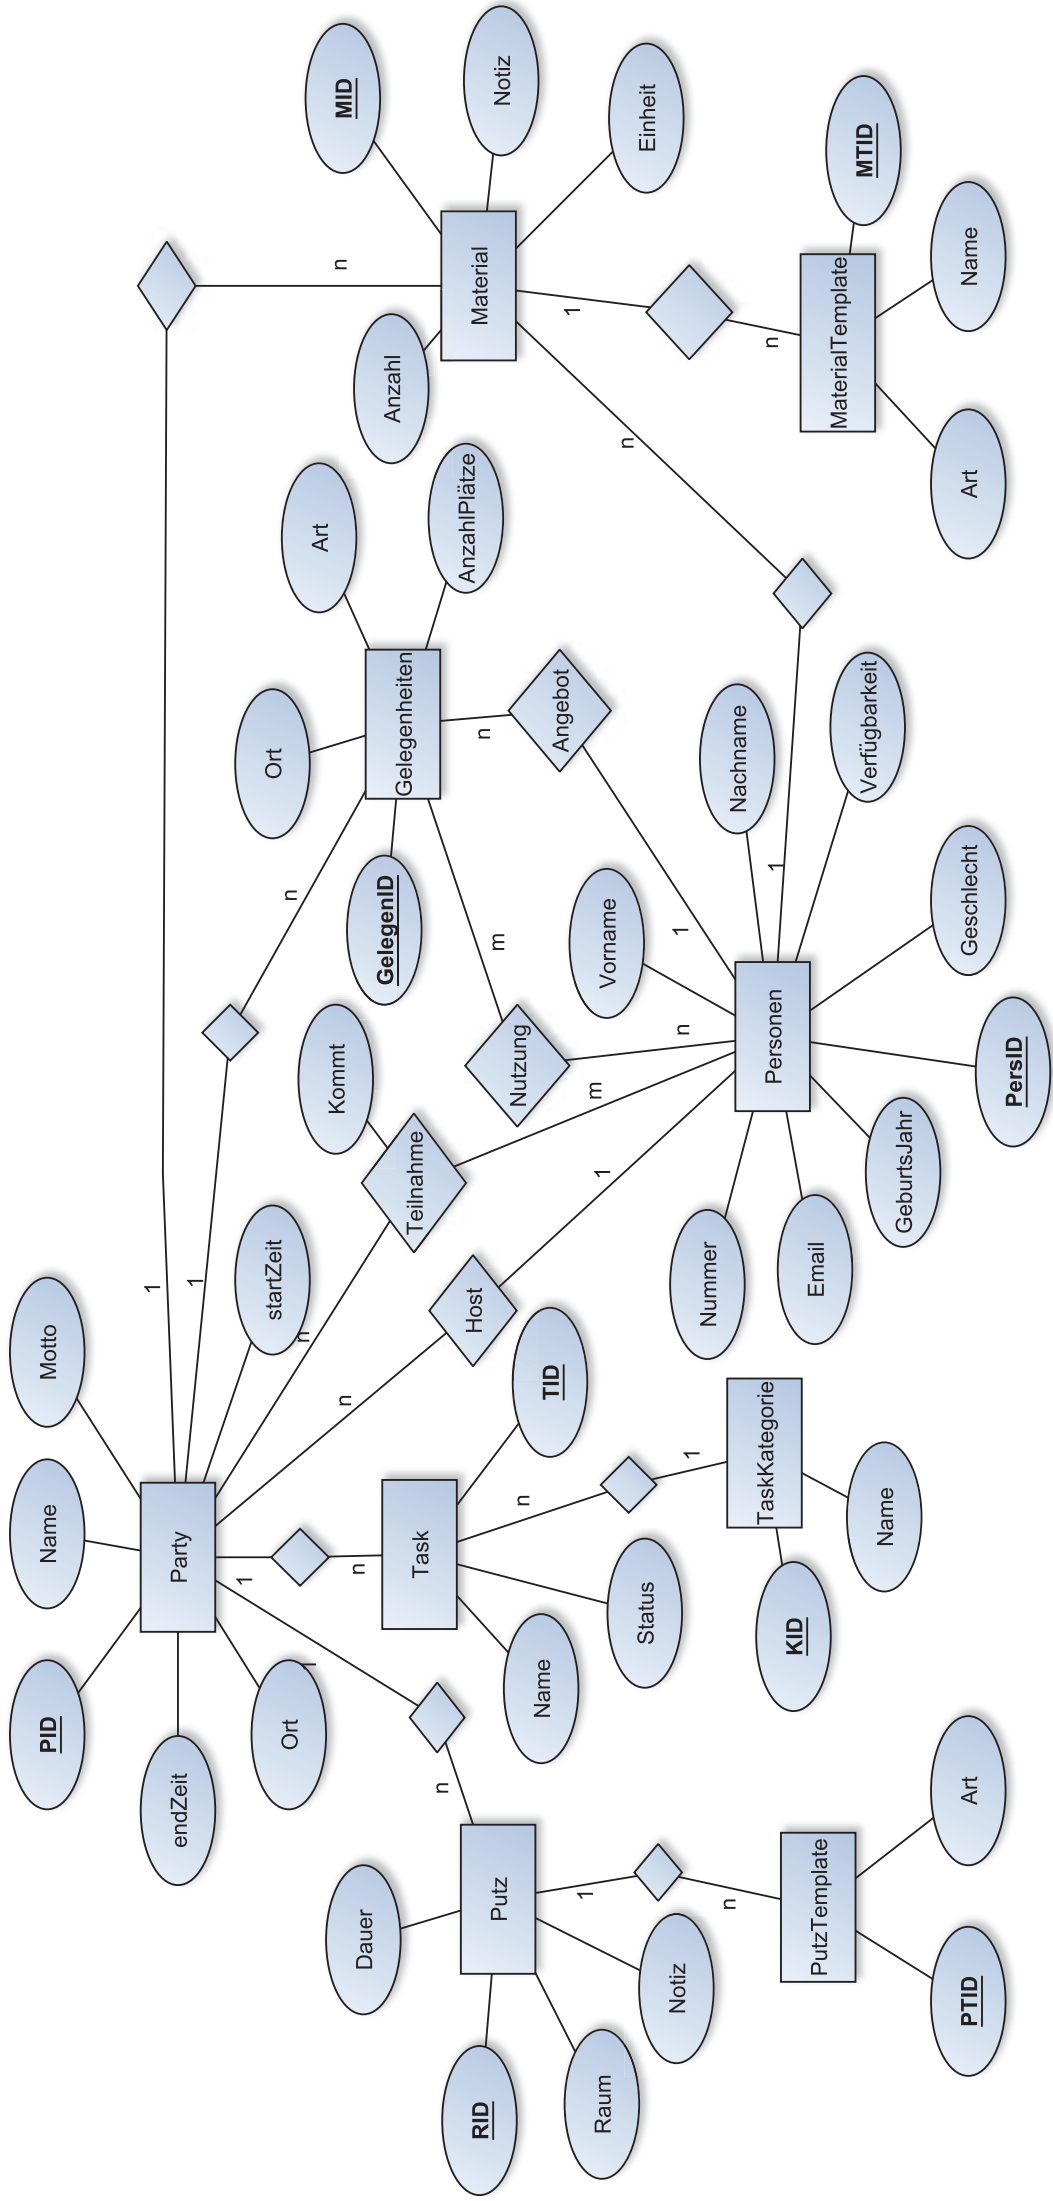 PID
Name
Motto
endZeit
Party
Ort
startZeit
1
1
1
1
n
n
n
Kommt
Teilnahme
m
Host
1
n
Ort
Art
Gelegenheiten
AnzahlPlätze
GelegenID
n
Angebot
1
m
Nutzung
n
n
MID
Notiz
Einheit
Anzahl
Material
1
n
MaterialTemplate
MTID
Name
Art
n
1
Vorname
Nachname
Verfügbarkeit
Geschlecht
PersID
GeburtsJahr
Email
Nummer
Personen
Task
TID
Name
Status
n
1
TaskKategorie
KID
Name
n
Dauer
Putz
RID
Raum
Notiz
1
n
PutzTemplate
PTID
Art